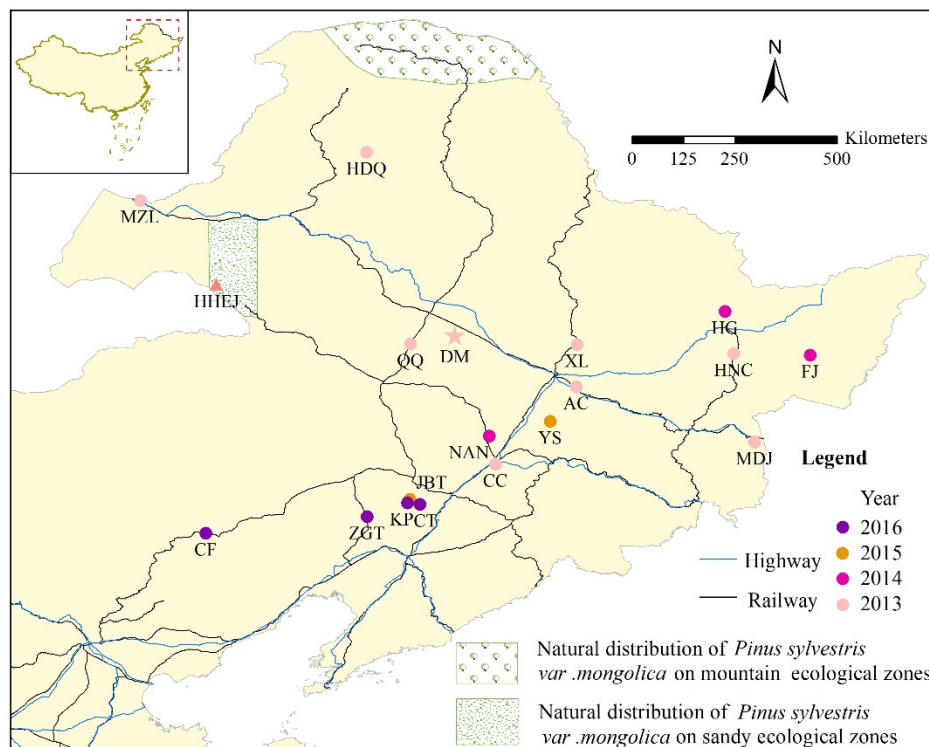 N
Kilometers
0 125 250 500
HDQ
MZL
HHEJ
HG
QQ
DM
XL
HNC
FJ
AC
YS
NAN
MDJ
CC
Legend
JBT
Year
KP
CT
ZGT
2016
CF
2015
Highway
2014
Railway
2013
Natural distribution of Pinus sylvestris
var .mongolica on mountain ecological zones
Natural distribution of Pinus sylvestris
var .mongolica on sandy ecological zones